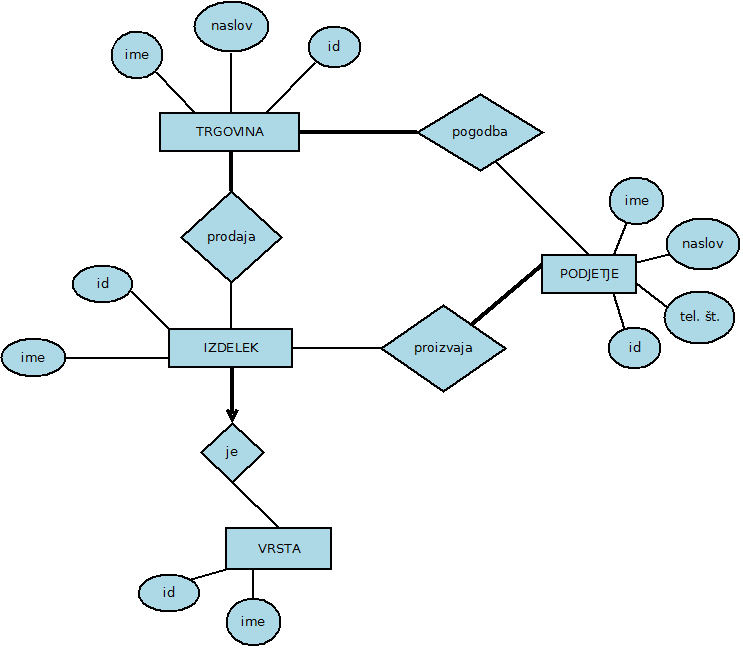 naslov
ime
id
TRGOVINA
pogodba
ime
prodaja
naslov
PODJETJE
id
tel. št.
IZDELEK
proizvaja
id
ime
je
VRSTA
id
ime